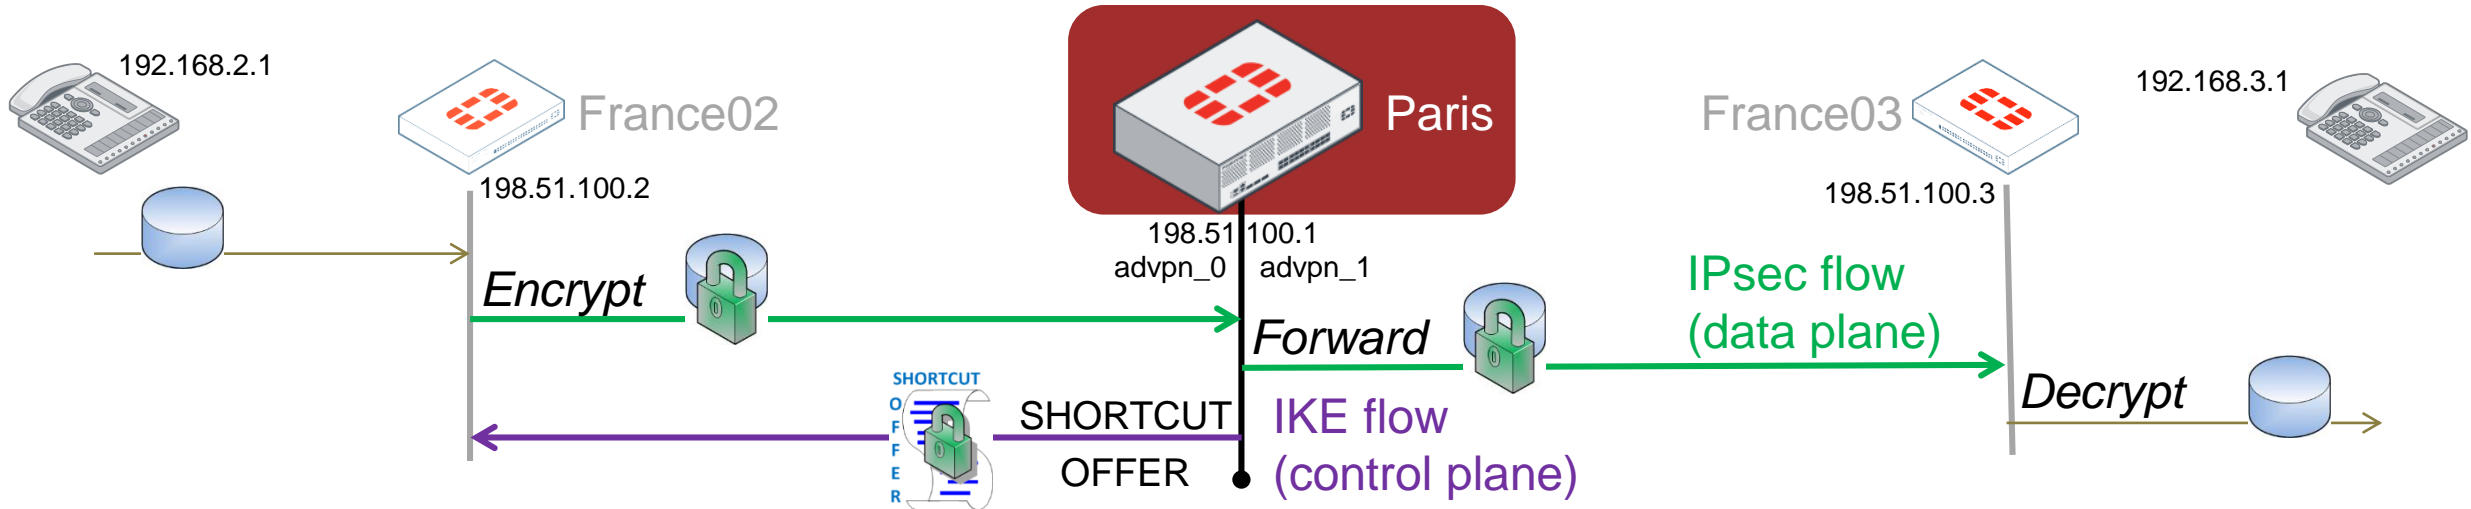 192.168.2.1
France02
198.51.100.2
Paris
198.51.100.1
advpn_0 advpn_1
France03
192.168.3.1
198.51.100.3
Encrypt
Forward
IPsec flow
(data plane)
Decrypt
SHORTCUT
OFFER
SHORTCUT
OFFER
IKE flow
(control plane)